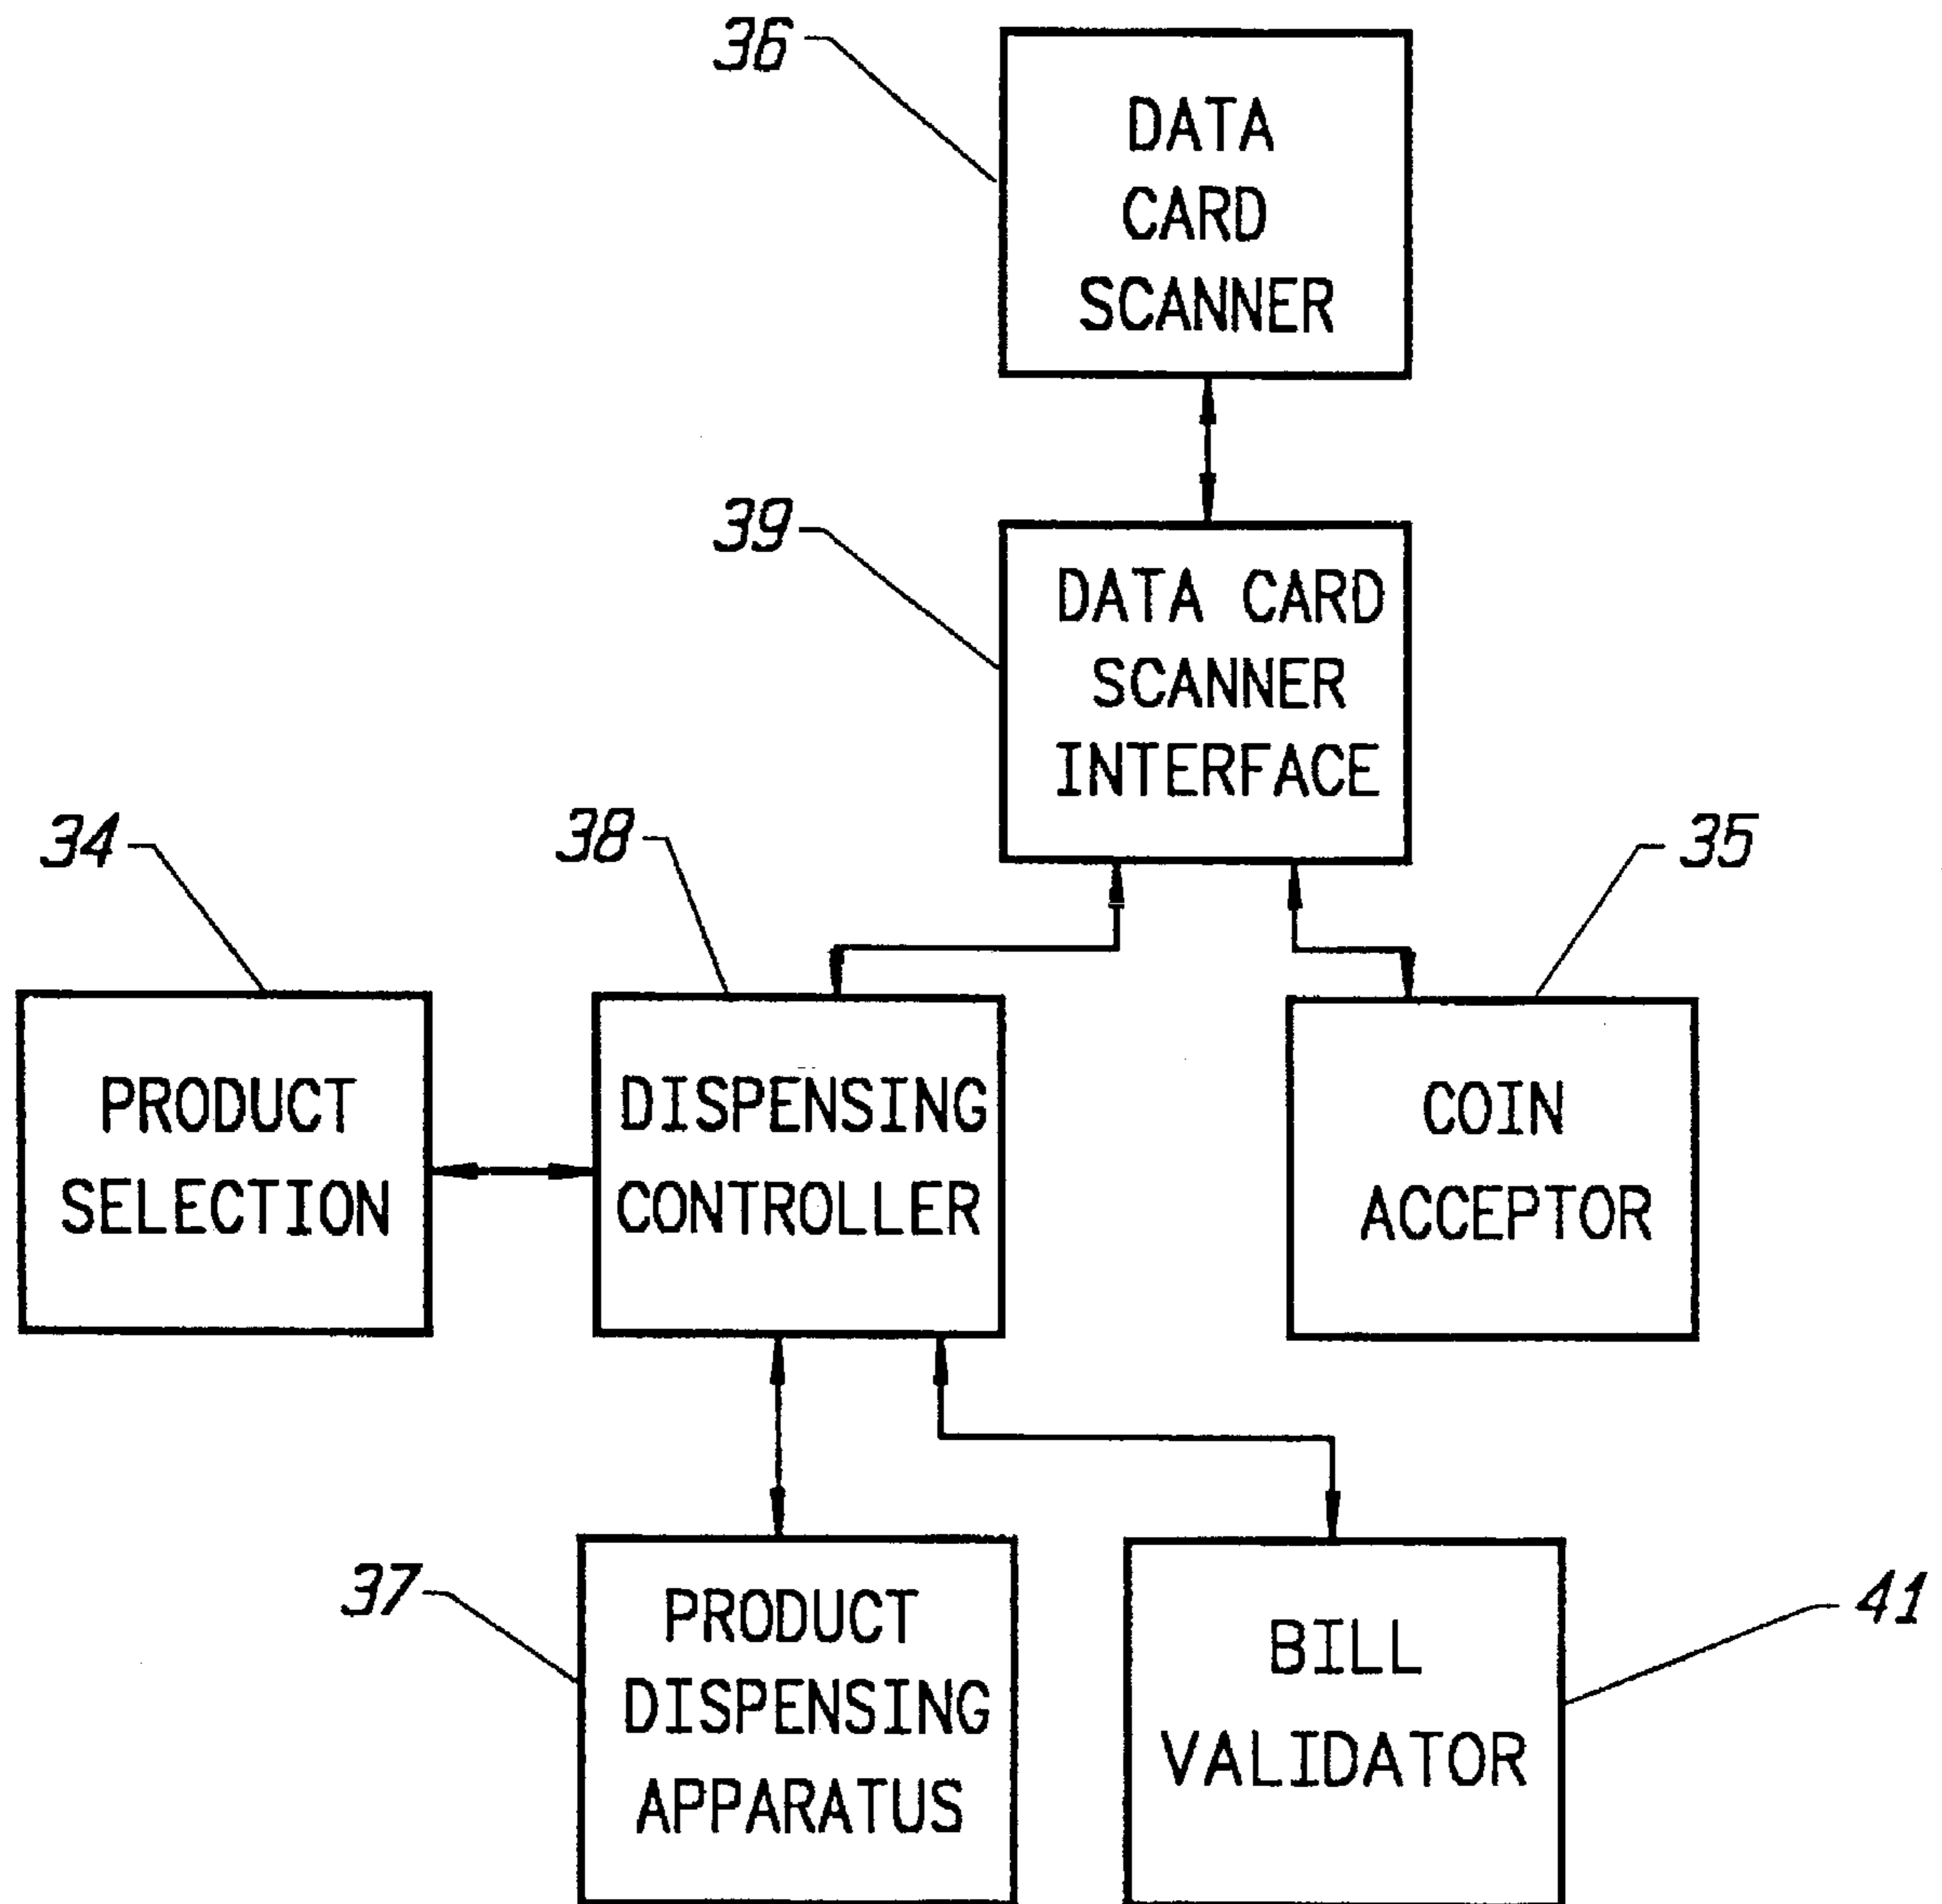 36
DATA
CARD
SCANNER
39
DATA CARD
SCANNER
INTERFACE
34
38
35
PRODUCT
SELECTION
DISPENSING
CONTROLLER
COIN
ACCEPTOR
37
PRODUCT
DISPENSING
APPARATUS
BILL
VALIDATOR
41